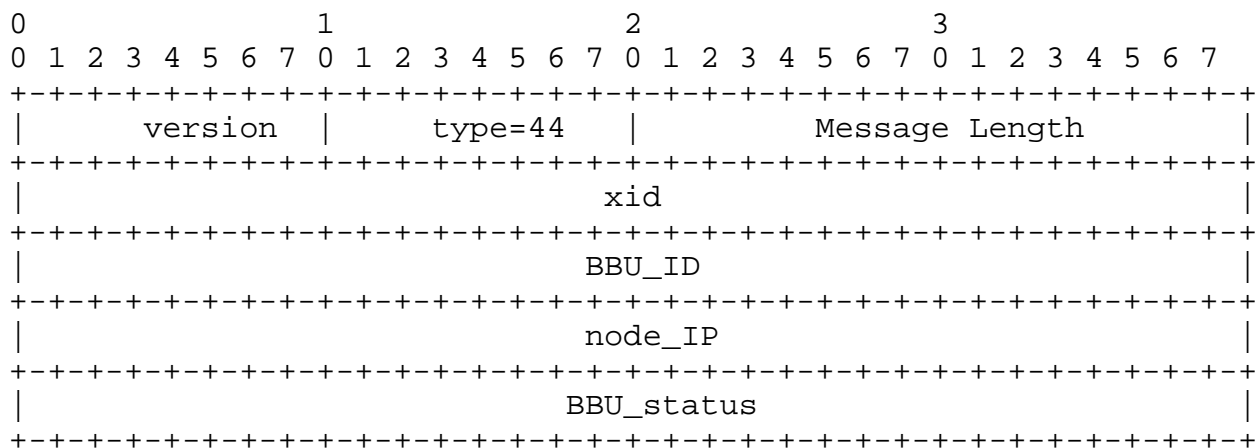 0                   1                   2                   3
0 1 2 3 4 5 6 7 0 1 2 3 4 5 6 7 0 1 2 3 4 5 6 7 0 1 2 3 4 5 6 7
+-+-+-+-+-+-+-+-+-+-+-+-+-+-+-+-+-+-+-+-+-+-+-+-+-+-+-+-+-+-+-+-+
|       version |      type=44  |         Message Length        |
+-+-+-+-+-+-+-+-+-+-+-+-+-+-+-+-+-+-+-+-+-+-+-+-+-+-+-+-+-+-+-+-+
|                              xid                              |
+-+-+-+-+-+-+-+-+-+-+-+-+-+-+-+-+-+-+-+-+-+-+-+-+-+-+-+-+-+-+-+-+
|                             BBU_ID                            |
+-+-+-+-+-+-+-+-+-+-+-+-+-+-+-+-+-+-+-+-+-+-+-+-+-+-+-+-+-+-+-+-+
|                             node_IP                           |
+-+-+-+-+-+-+-+-+-+-+-+-+-+-+-+-+-+-+-+-+-+-+-+-+-+-+-+-+-+-+-+-+
|                            BBU_status                         |
+-+-+-+-+-+-+-+-+-+-+-+-+-+-+-+-+-+-+-+-+-+-+-+-+-+-+-+-+-+-+-+-+